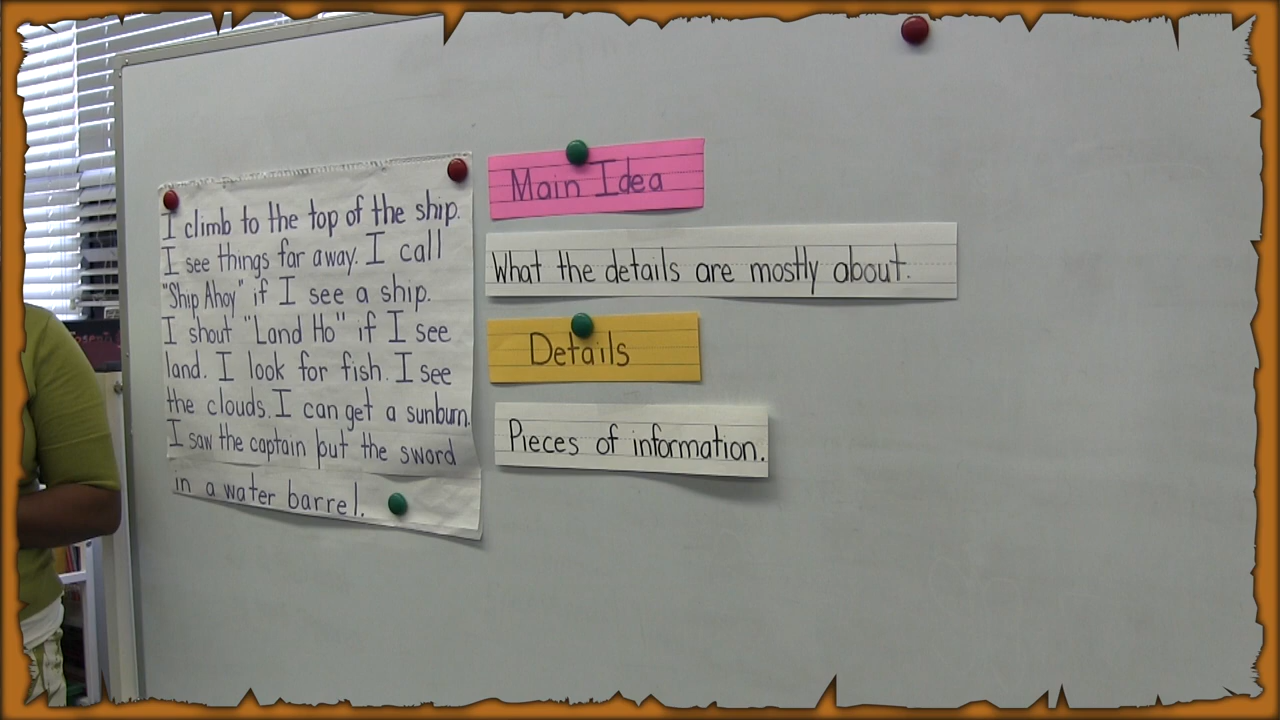 I climb to the top of the ship.
I see things far away. I call
"Ship Ahoy" if I see a ship.
I shout "Land Ho" if I see
land. I look for fish. I see
the clouds. I can get a sunburn.
I saw the captain put the sword
in a water barrel.
Main Idea
What the details are mostly about.
Details
Pieces of information.